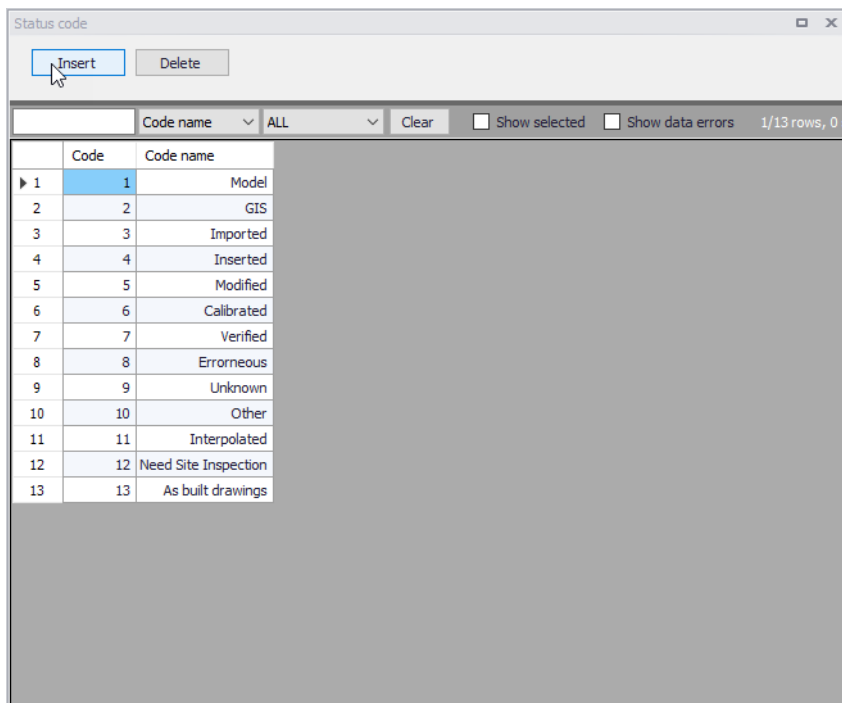 Status code
Insert Delete
Code name ALL Clear Show selected Show data errors 1/13 rows, 0
Code Code name
1 1 Model
2 2 GIS
3 3 Imported
4 4 Inserted
5 5 Modified
6 6 Calibrated
7 7 Verified
8 8 Errorneous
9 9 Unknown
10 10 Other
11 11 Interpolated
12 12 Need Site Inspection
13 13 As built drawings